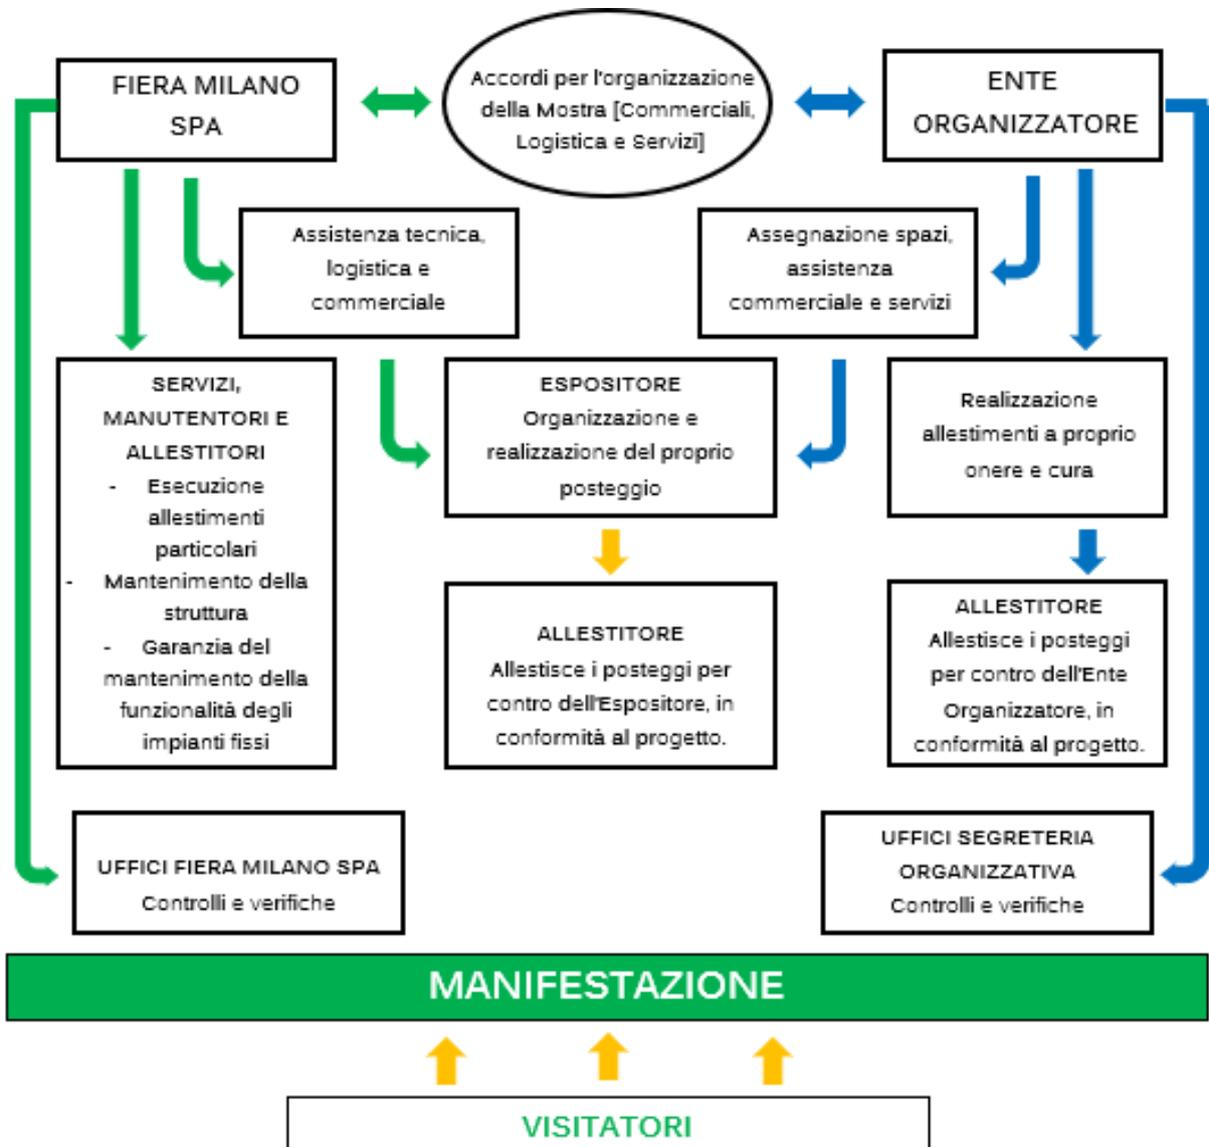 FIERA MILANO
SPA
Accordi per l'organizzazione
della Mostra [Commerciali,
Logistica e Servizi]
ENTE
ORGANIZZATORE
Assistenza tecnica,
logistica e
commerciale
Assegnazione spazi,
assistenza
commerciale e servizi
SERVIZI,
MANUTENTORI E
ALLESTITORI
- Esecuzione
allestimenti
particolari
- Mantenimento della
struttura
- Garanzia del
mantenimento della
funzionalità degli
impianti fissi
ESPOSITORE
Organizzazione e
realizzazione del proprio
posteggio
Realizzazione
allestimenti a proprio
onere e cura
ALLESTITORE
Allestisce i posteggi per
contro dell'Espositore, in
conformità al progetto.
ALLESTITORE
Allestisce i posteggi
per contro dell'Ente
Organizzatore, in
conformità al progetto.
UFFICI FIERA MILANO SPA
Controlli e verifiche
UFFICI SEGRETERIA
ORGANIZZATIVA
Controlli e verifiche
MANIFESTAZIONE
VISITATORI